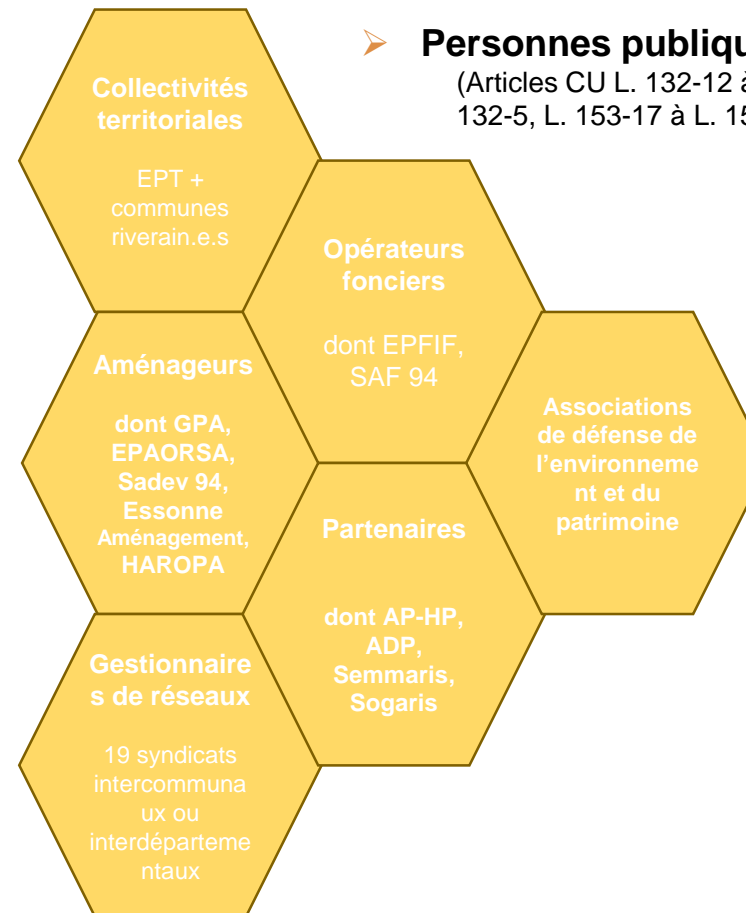 ➢ Personnes publiqu
(Articles CU L. 132-12 à
132-5, L. 153-17 à L. 15
Collectivités
territoriales
EPT +
communes
riverain.e.s
Opérateurs
fonciers
dont EPFIF,
SAF 94
Aménageurs
dont GPA,
EPAORSA,
Sadev 94,
Essonne
Aménagement,
HAROPA
Associations
de défense de
l'environneme
nt et du
patrimoine
Partenaires
dont AP-HP,
ADP,
Semmaris,
Sogaris
Gestionnaire
s de réseaux
19 syndicats
intercommuna
ux ou
interdéparteme
ntaux